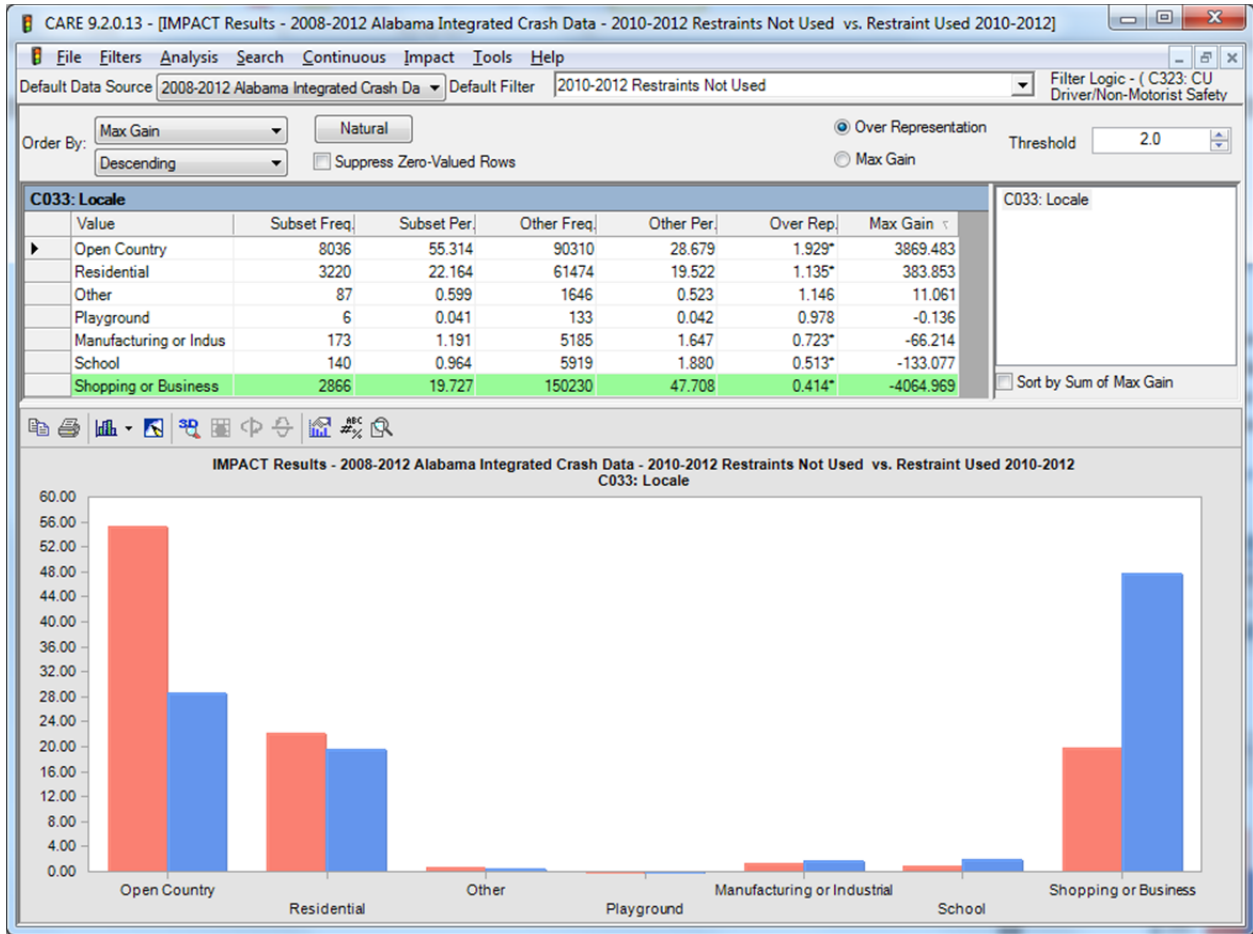 CARE 9.2.0.13 - [IMPACT Results - 2008-2012 Alabama Integrated Crash Data - 2010-2012 Restraints Not Used vs. Restraint Used 2010-2012]
File Filters Analysis Search Continuous Impact Tools Help
Default Data Source 2008-2012 Alabama Integrated Crash Da Default Filter 2010-2012 Restraints Not Used Filter Logic - ( C323: CU
Driver/Non-Motorist Safety
Order By: Max Gain Natural Over Representation Threshold 2.0
Descending Suppress Zero-Valued Rows Max Gain
C033: Locale C033: Locale
Value Subset Freq. Subset Per. Other Freq. Other Per. Over Rep. Max Gain
Open Country 8036 55.314 90310 28.679 1.929* 3869.483
Residential 3220 22.164 61474 19.522 1.135* 383.853
Other 87 0.599 1646 0.523 1.146 11.061
Playground 6 0.041 133 0.042 0.978 -0.136
Manufacturing or Indus 173 1.191 5185 1.647 0.723* -66.214
School 140 0.964 5919 1.880 0.513* -133.077
Shopping or Business 2866 19.727 150230 47.708 0.414* -4064.969
Sort by Sum of Max Gain
3D ABC #%
IMPACT Results - 2008-2012 Alabama Integrated Crash Data - 2010-2012 Restraints Not Used vs. Restraint Used 2010-2012
C033: Locale
60.00
56.00
52.00
48.00
44.00
40.00
36.00
32.00
28.00
24.00
20.00
16.00
12.00
8.00
4.00
0.00
Open Country Other Manufacturing or Industrial Shopping or Business
Residential Playground School